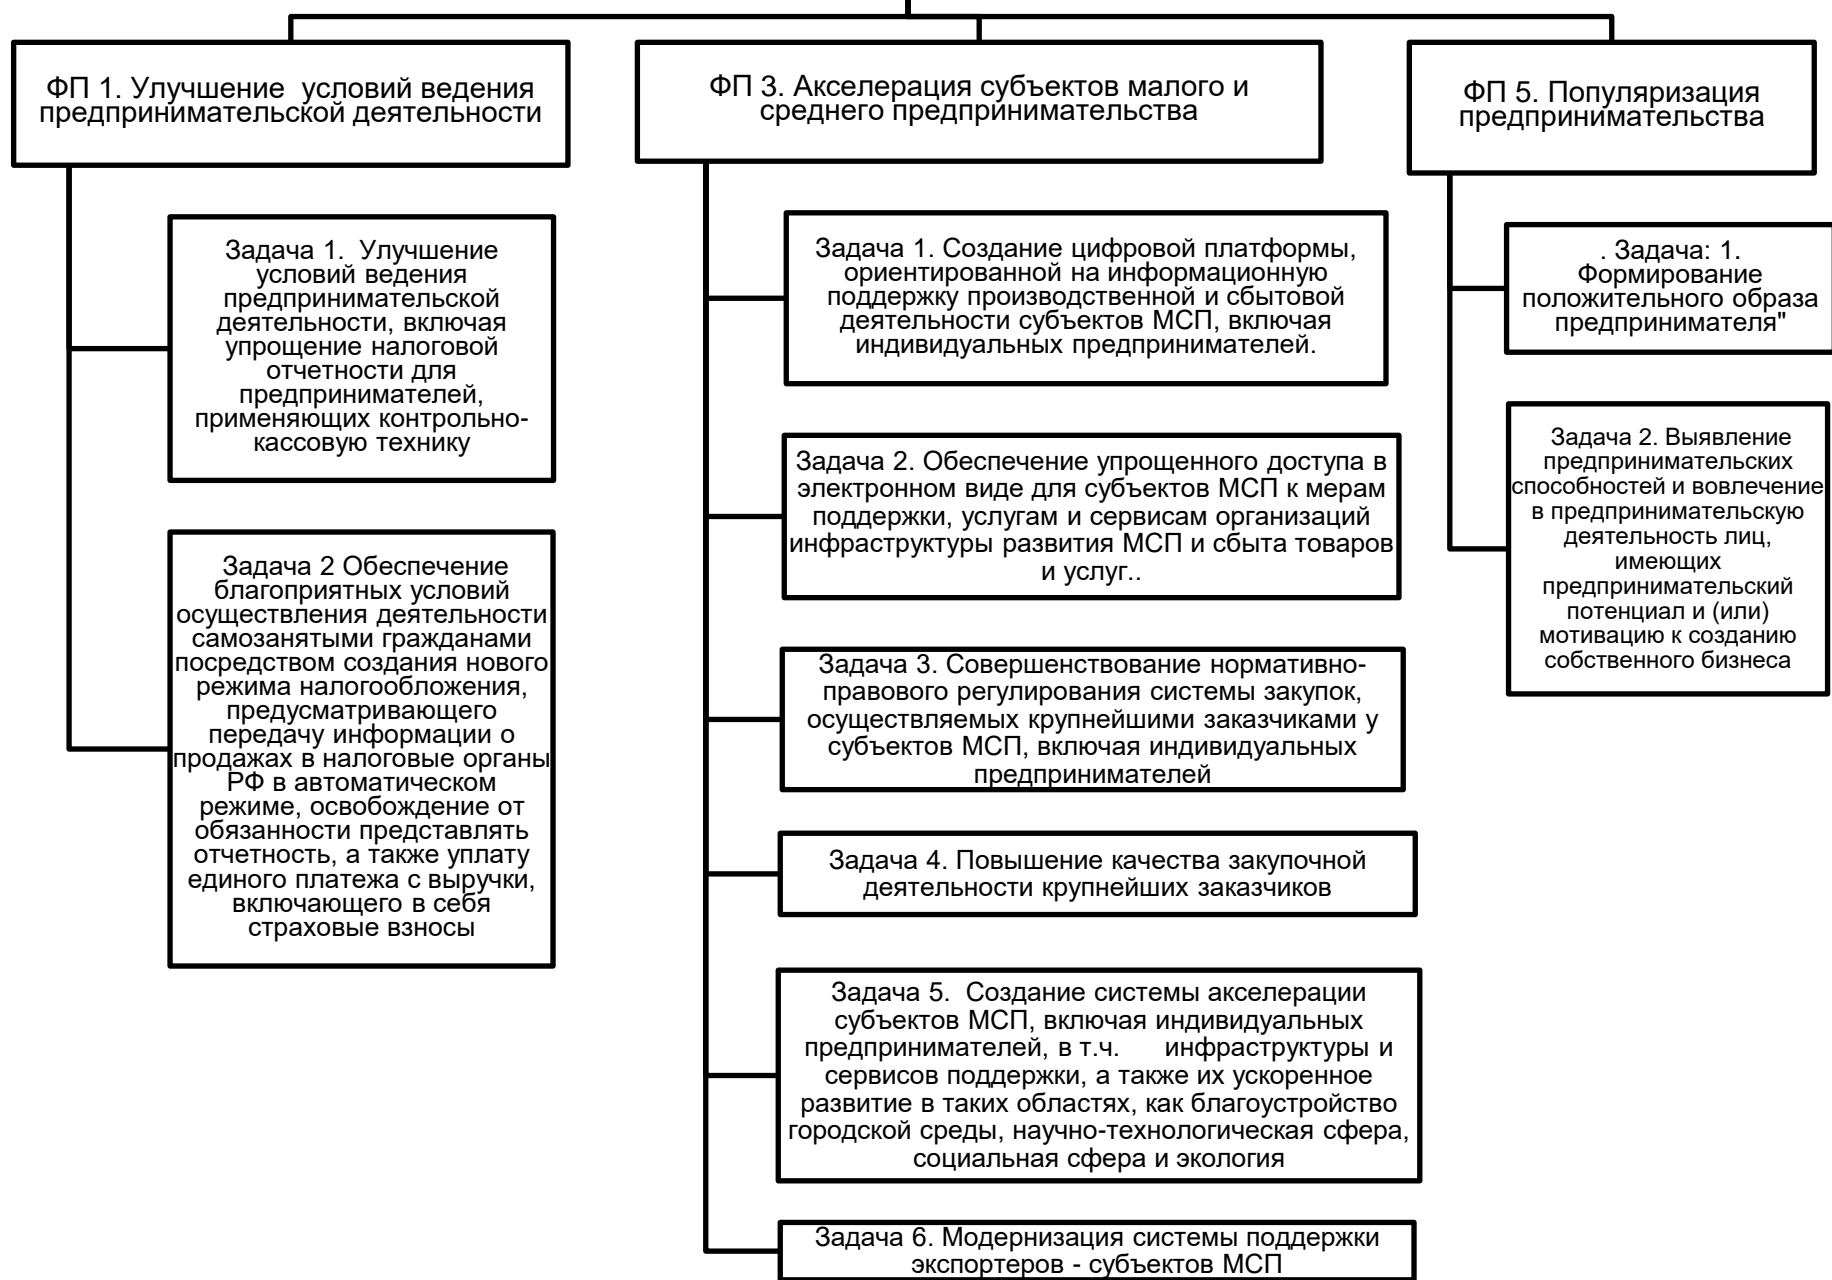 ФП 1. Улучшение условий ведения
предпринимательской деятельности
Задача 1. Улучшение
условий ведения
предпринимательской
деятельности, включая
упрощение налоговой
отчетности для
предпринимателей,
применяющих контрольно-
кассовую технику
Задача 2 Обеспечение
благоприятных условий
осуществления деятельности
самозанятыми гражданами
посредством создания нового
режима налогообложения,
предусматривающего
передачу информации о
продажах в налоговые органы
РФ в автоматическом
режиме, освобождение от
обязанности представлять
отчетность, а также уплату
единого платежа с выручки,
включающего в себя
страховые взносы
ФП 3. Акселерация субъектов малого и
среднего предпринимательства
Задача 1. Создание цифровой платформы,
ориентированной на информационную
поддержку производственной и сбытовой
деятельности субъектов МСП, включая
индивидуальных предпринимателей.
Задача 2. Обеспечение упрощенного доступа в
электронном виде для субъектов МСП к мерам
поддержки, услугам и сервисам организаций
инфраструктуры развития МСП и сбыта товаров
и услуг..
Задача 3. Совершенствование нормативно-
правового регулирования системы закупок,
осуществляемых крупнейшими заказчиками у
субъектов МСП, включая индивидуальных
предпринимателей
Задача 4. Повышение качества закупочной
деятельности крупнейших заказчиков
Задача 5. Создание системы акселерации
субъектов МСП, включая индивидуальных
предпринимателей, в т.ч. инфраструктуры и
сервисов поддержки, а также их ускоренное
развитие в таких областях, как благоустройство
городской среды, научно-технологическая сфера,
социальная сфера и экология
Задача 6. Модернизация системы поддержки
экспортеров - субъектов МСП
ФП 5. Популяризация
предпринимательства
. Задача: 1.
Формирование
положительного образа
предпринимателя"
Задача 2. Выявление
предпринимательских
способностей и вовлечение
в предпринимательскую
деятельность лиц,
имеющих
предпринимательский
потенциал и (или)
мотивацию к созданию
собственного бизнеса